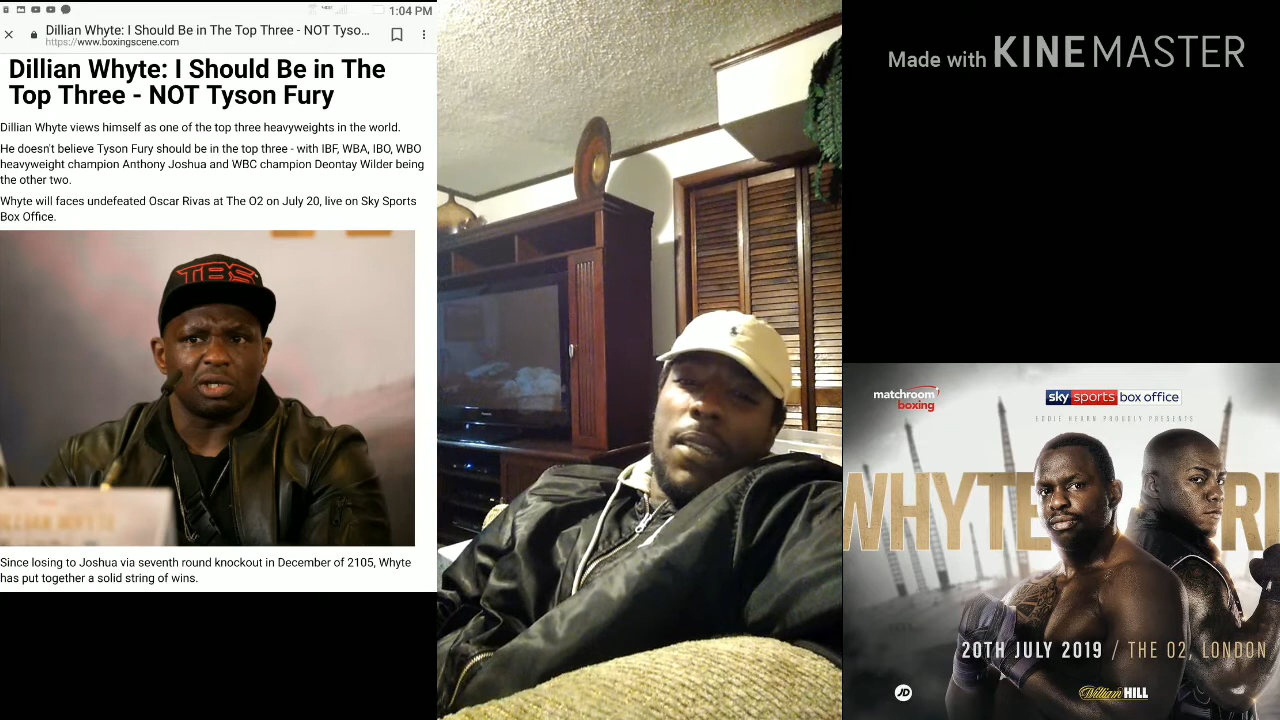 1:04 PM
Dillian Whyte: I Should Be in The Top Three - NOT Tyso...
https://www.boxingscene.com
Dillian Whyte: I Should Be in The
Top Three - NOT Tyson Fury
Dillian Whyte views himself as one of the top three heavyweights in the world.
He doesn't believe Tyson Fury should be in the top three - with IBF, WBA, IBO, WBO
heavyweight champion Anthony Joshua and WBC champion Deontay Wilder being
the other two.
Whyte will faces undefeated Oscar Rivas at The O2 on July 20, live on Sky Sports
Box Office.
TBS
DILLIAN WHYTE
Since losing to Joshua via seventh round knockout in December of 2105, Whyte
has put together a solid string of wins.
Panasonic
Made with KINEMASTER
matchroom
boxing
sky sports box office
EDDIE HEARN PROUDLY PRESENTS
WHYTE RI
20TH JULY 2019 / THE O2, LONDON
JD
William HILL